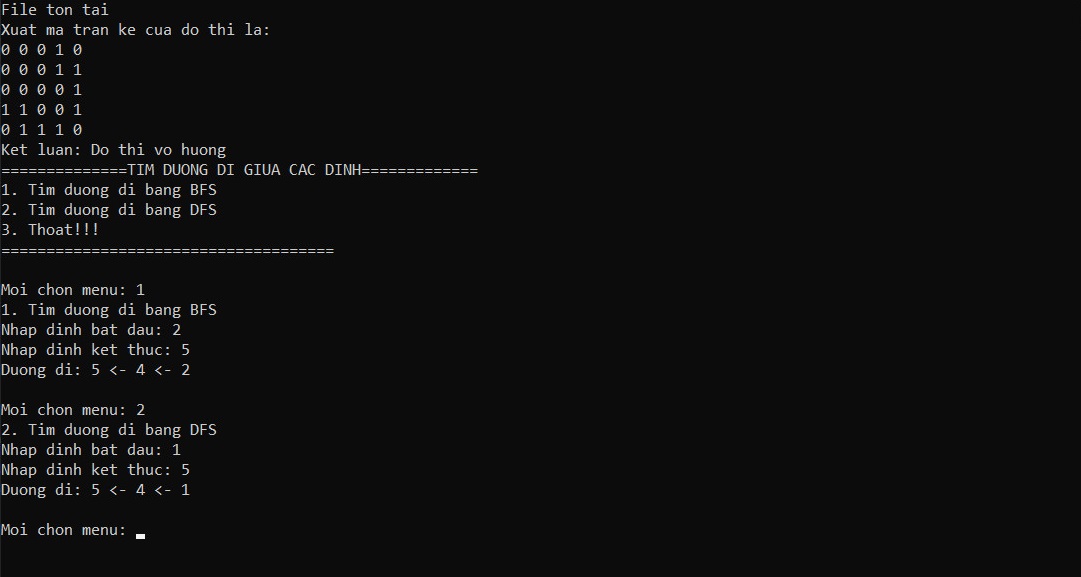 File ton tai
Xuat ma tran ke cua do thi la:
0 0 0 1 0
0 0 0 1 1
0 0 0 0 1
1 1 0 0 1
0 1 1 1 0
Ket luan: Do thi vo huong
==============TIM DUONG DI GIUA CAC DINH=============
1. Tim duong di bang BFS
2. Tim duong di bang DFS
3. Thoat!!!
=====================================
Moi chon menu: 1
1. Tim duong di bang BFS
Nhap dinh bat dau: 2
Nhap dinh ket thuc: 5
Duong di: 5 <- 4 <- 2
Moi chon menu: 2
2. Tim duong di bang DFS
Nhap dinh bat dau: 1
Nhap dinh ket thuc: 5
Duong di: 5 <- 4 <- 1
Moi chon menu: